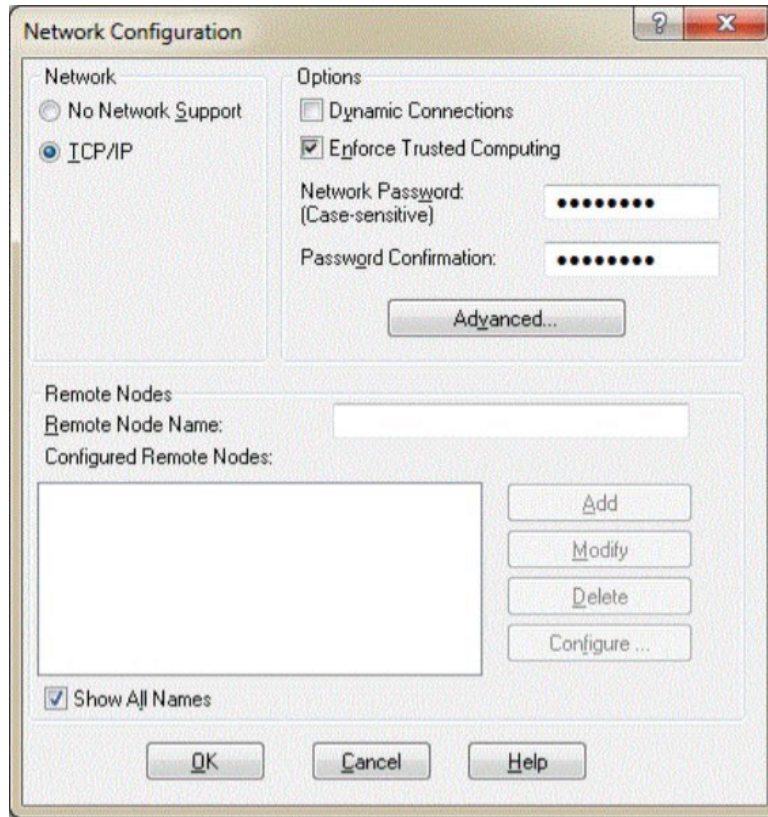 Network Configuration
?
Network
No Network Support
TCP/IP
Options
Dynamic Connections
Enforce Trusted Computing
Network Password: ●●●●●●●●
(Case-sensitive)
Password Confirmation: ●●●●●●●●
Advanced...
Remote Nodes
Remote Node Name:
Configured Remote Nodes:
Add
Modify
Delete
Configure ...
Show All Names
OK Cancel Help